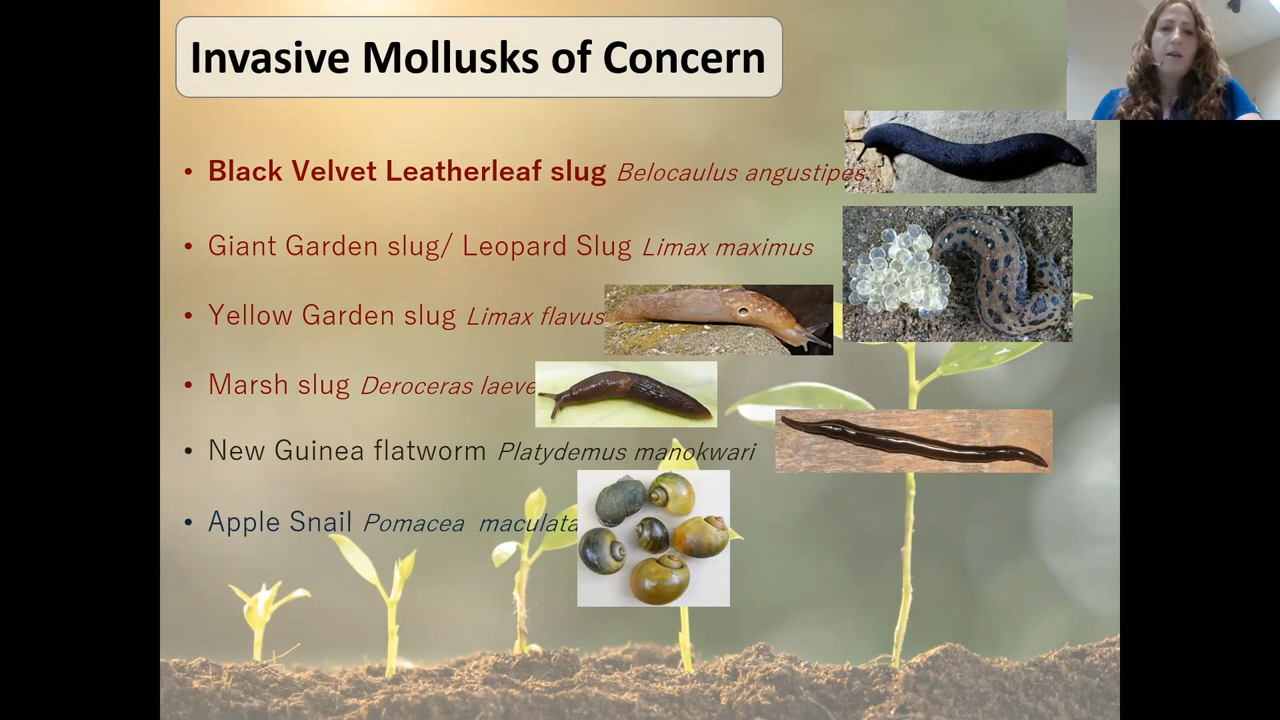 Invasive Mollusks of Concern
• Black Velvet Leatherleaf slug Belocaulus angustipes
• Giant Garden slug/ Leopard Slug Limax maximus
• Yellow Garden slug Limax flavus
• Marsh slug Deroceras laeve
• New Guinea flatworm Platydemus manokwari
• Apple Snail Pomacea maculata